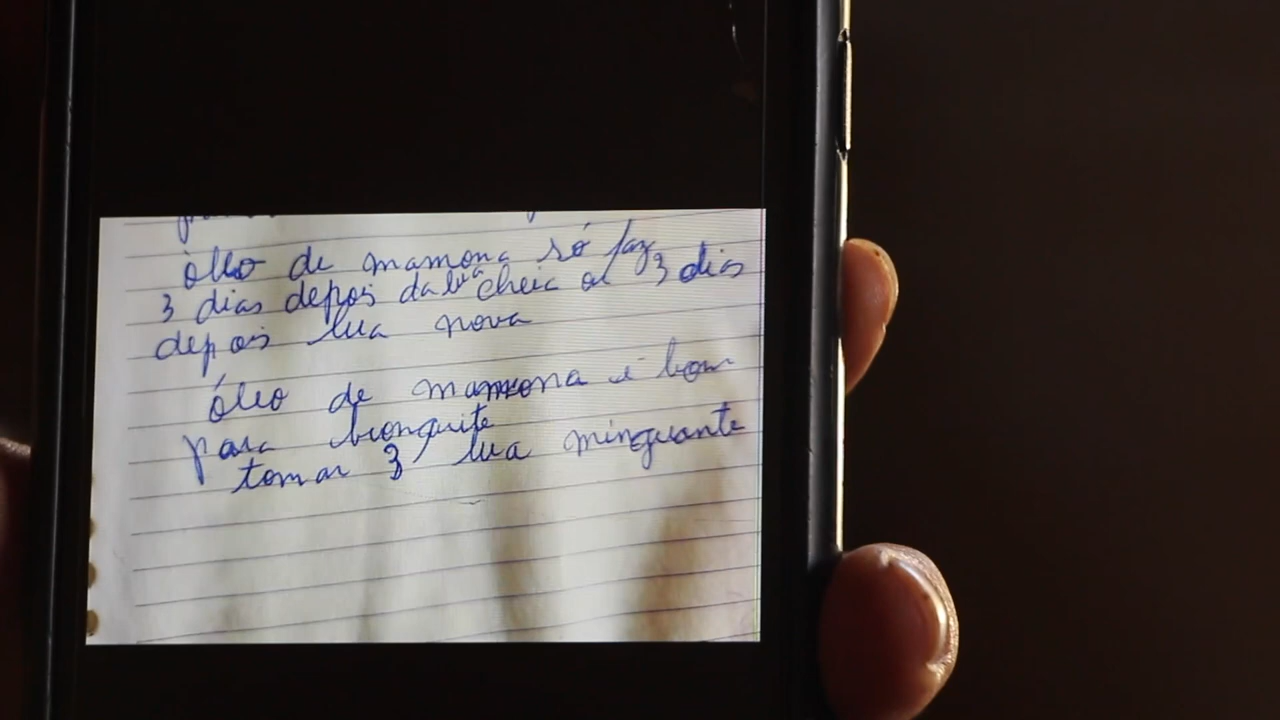 óleo de mamona só faz
3 dias depois da lua cheia ou 3 dias
depois lua nova
Óleo de mamona é bom
para bronquite
tomar 3 lua minguante